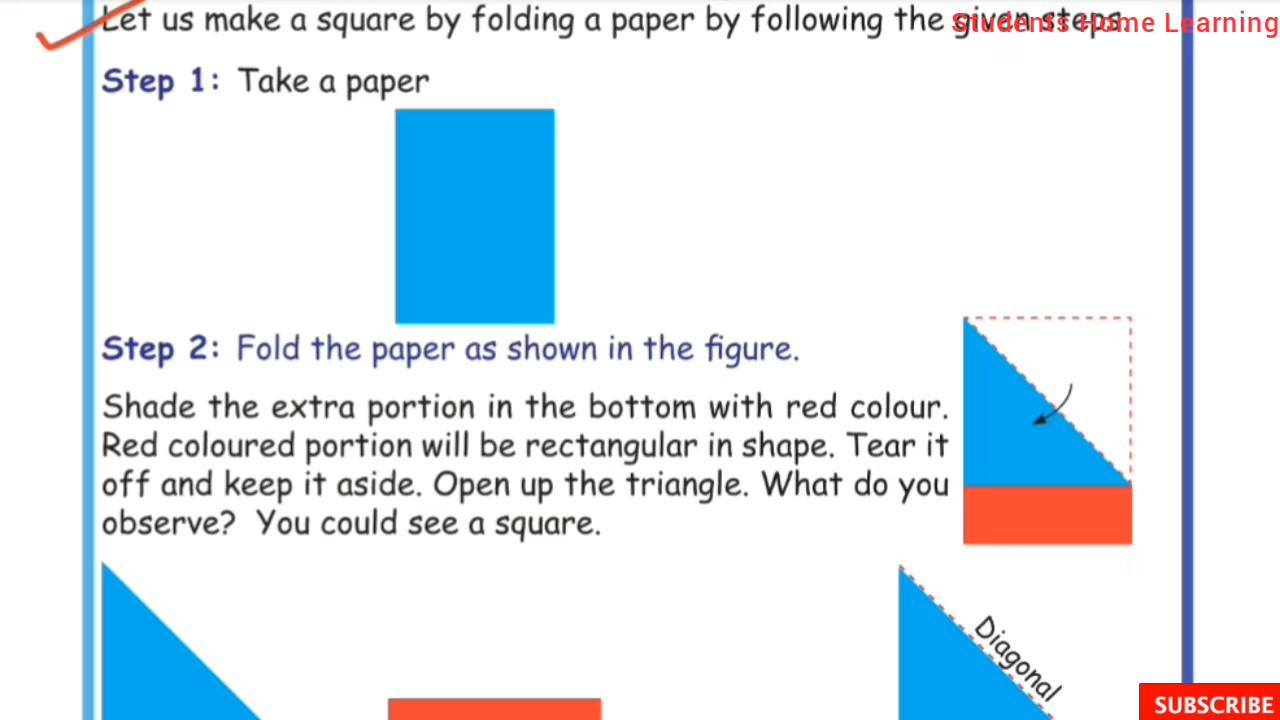 Let us make a square by folding a paper by following the given steps.
Students Home Learning
Step 1: Take a paper
Step 2: Fold the paper as shown in the figure.
Shade the extra portion in the bottom with red colour.
Red coloured portion will be rectangular in shape. Tear it
off and keep it aside. Open up the triangle. What do you
observe? You could see a square.
Diagonal
SUBSCRIBE